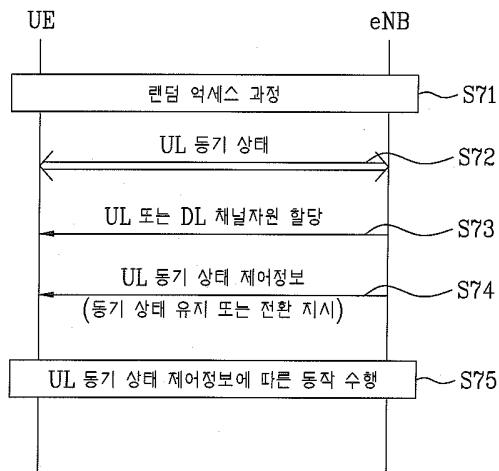 UE eNB
랜덤 억세스 과정 S71
UL 동기 상태 S72
UL 또는 DL 채널자원 할당 S73
UL 동기 상태 제어정보 S74
(동기 상태 유지 또는 전환 지시)
UL 동기 상태 제어정보에 따른 동작 수행 S75